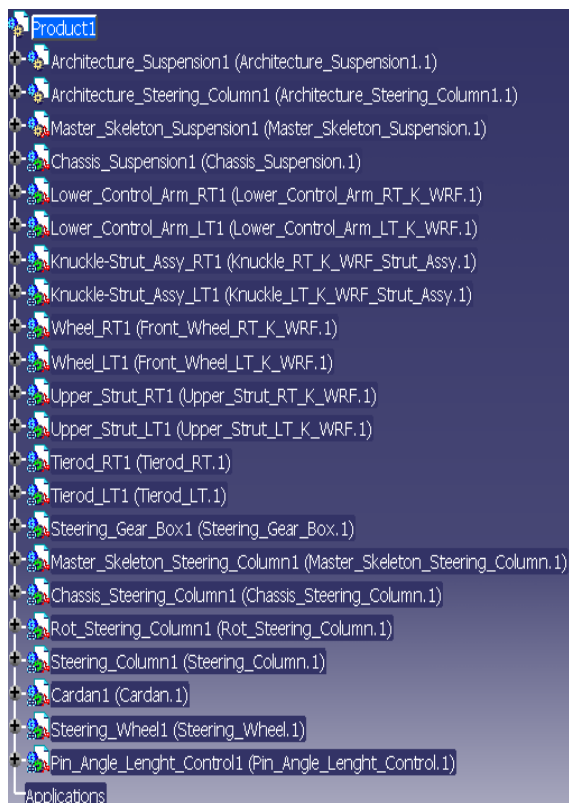 Product1
Architecture_Suspension1 (Architecture_Suspension1.1)
Architecture_Steering_Column1 (Architecture_Steering_Column1.1)
Master_Skeleton_Suspension1 (Master_Skeleton_Suspension.1)
Chassis_Suspension1 (Chassis_Suspension.1)
Lower_Control_Arm_RT1 (Lower_Control_Arm_RT_K_WRF.1)
Lower_Control_Arm_LT1 (Lower_Control_Arm_LT_K_WRF.1)
Knuckle-Strut_Assy_RT1 (Knuckle_RT_K_WRF_Strut_Assy.1)
Knuckle-Strut_Assy_LT1 (Knuckle_LT_K_WRF_Strut_Assy.1)
Wheel_RT1 (Front_Wheel_RT_K_WRF.1)
Wheel_LT1 (Front_Wheel_LT_K_WRF.1)
Upper_Strut_RT1 (Upper_Strut_RT_K_WRF.1)
Upper_Strut_LT1 (Upper_Strut_LT_K_WRF.1)
Tierod_RT1 (Tierod_RT.1)
Tierod_LT1 (Tierod_LT.1)
Steering_Gear_Box1 (Steering_Gear_Box.1)
Master_Skeleton_Steering_Column1 (Master_Skeleton_Steering_Column.1)
Chassis_Steering_Column1 (Chassis_Steering_Column.1)
Rot_Steering_Column1 (Rot_Steering_Column.1)
Steering_Column1 (Steering_Column.1)
Cardan1 (Cardan.1)
Steering_Wheel1 (Steering_Wheel.1)
Pin_Angle_Lenght_Control1 (Pin_Angle_Lenght_Control.1)
Applications